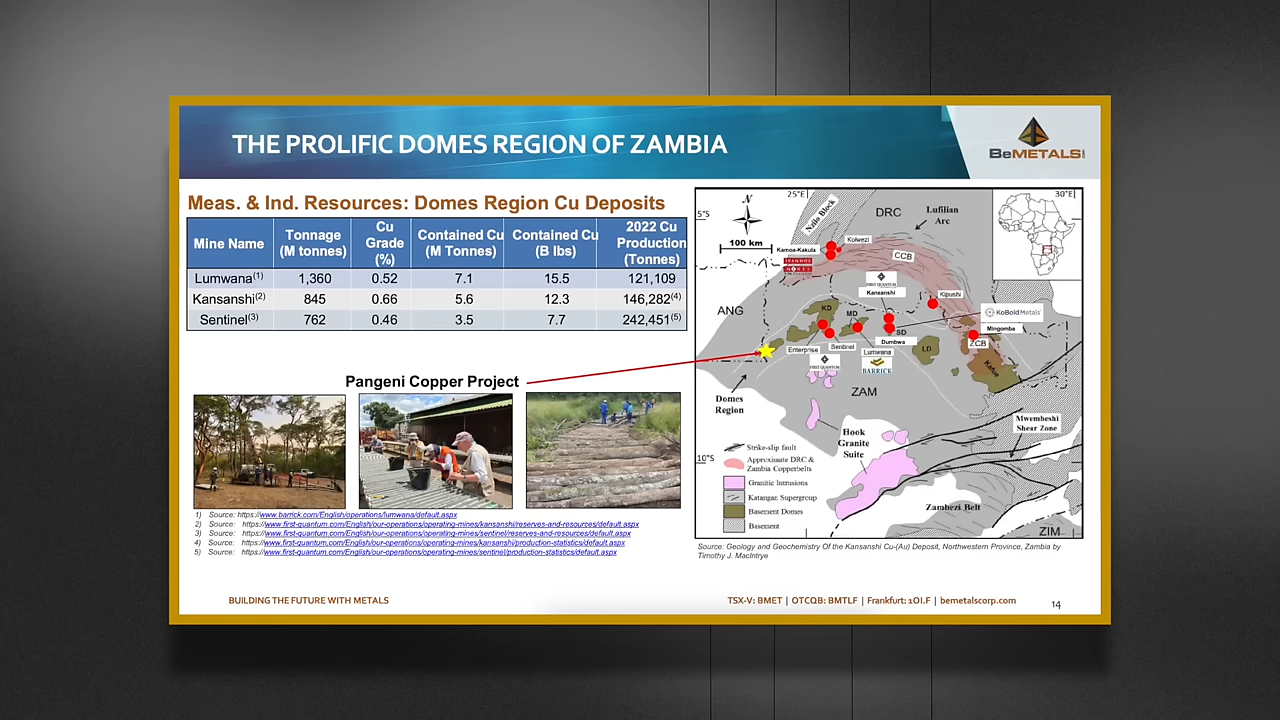 THE PROLIFIC DOMES REGION OF ZAMBIA
BeMETALS
Meas. & Ind. Resources: Domes Region Cu Deposits
Mine Name
Tonnage (M tonnes)
Cu Grade (%)
Contained Cu (M Tonnes)
Contained Cu (B lbs)
2022 Cu Production (Tonnes)
Lumwana(1) 1,360 0.52 7.1 15.5 121,109
Kansanshi(2) 845 0.66 5.6 12.3 146,282(4)
Sentinel(3) 762 0.46 3.5 7.7 242,451(5)
Pangeni Copper Project
1) Source: https://www.barrick.com/English/operations/lumwana/default.aspx
2) Source: https://www.first-quantum.com/English/our-operations/operating-mines/kansanshi/reserves-and-resources/default.aspx
3) Source: https://www.first-quantum.com/English/our-operations/operating-mines/sentinel/reserves-and-resources/default.aspx
4) Source: https://www.first-quantum.com/English/our-operations/operating-mines/kansanshi/production-statistics/default.aspx
5) Source: https://www.first-quantum.com/English/our-operations/operating-mines/sentinel/production-statistics/default.aspx
25°E
30°E
5°S
N
100 km
Nzilo Block
DRC
Lufilian Arc
Kolwezi
Kamoa-Kakula
IVANHOE MINES
CCB
FIRST QUANTUM
Kansanshi
Kipushi
ANG
KD
MD
SD
KoBold Metals
Mingomba
Dumbwa
ZCB
LD
Kafue
Enterprise
Sentinel
Lumwana
FIRST QUANTUM
BARRICK
ZAM
Domes Region
Hook Granite Suite
Mwembeshi Shear Zone
10°S
Strike-slip fault
Approximate DRC & Zambia Copperbelts
Granitic Intrusions
Katangan Supergroup
Basement Domes
Basement
Zambezi Belt
ZIM
Source: Geology and Geochemistry Of the Kansanshi Cu-(Au) Deposit, Northwestern Province, Zambia by
Timothy J. MacIntrye
BUILDING THE FUTURE WITH METALS
TSX-V: BMET | OTCQB: BMTLF | Frankfurt: 1OI.F | bemetalscorp.com
14